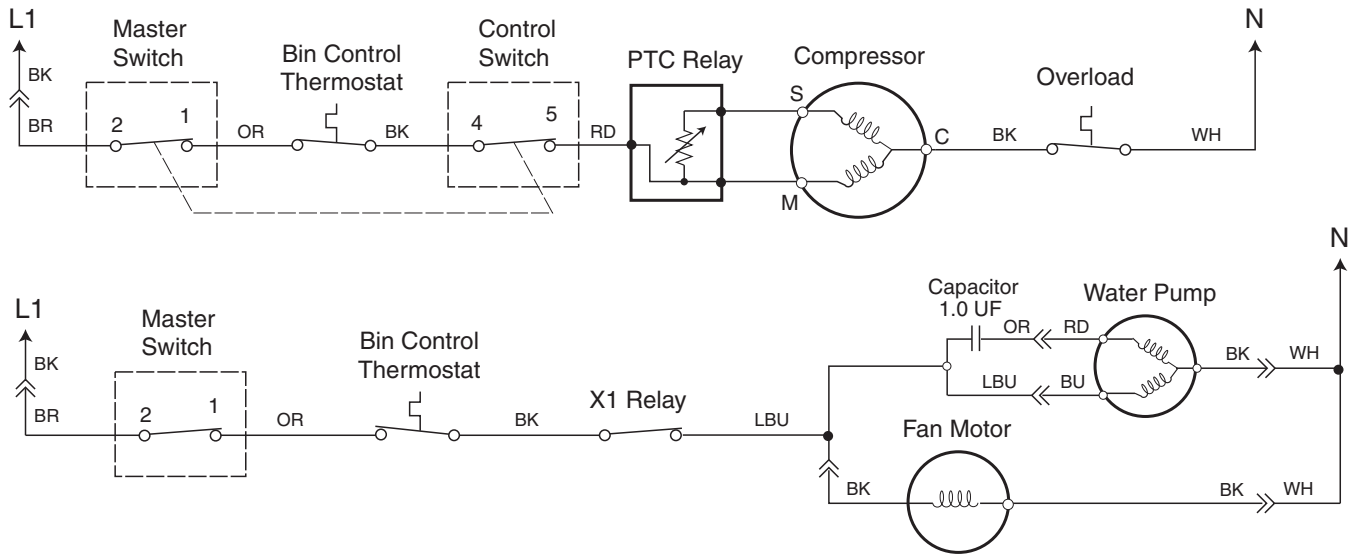 L1
Master
Switch
Bin Control
Thermostat
Control
Switch
PTC Relay
Compressor
Overload
N
BK
BR
2
1
OR
BK
4
5
RD
S
M
C
BK
WH
L1
Master
Switch
Bin Control
Thermostat
X1 Relay
Capacitor
1.0 UF
Water Pump
N
BK
BR
2
1
OR
BK
LBU
OR
RD
LBU
BU
BK
WH
Fan Motor
BK
BK
WH